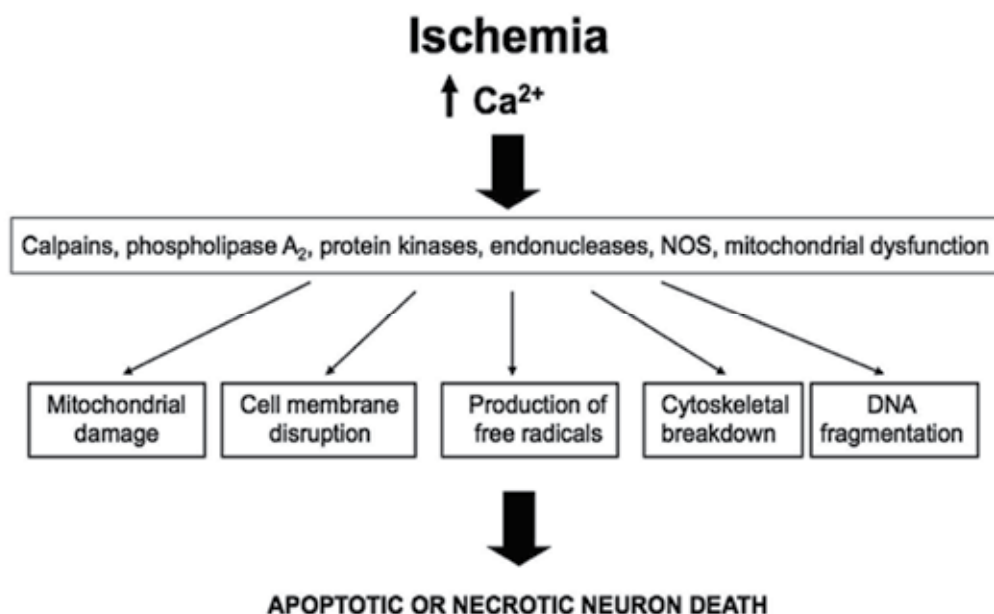 Ischemia
↑ Ca²⁺
Calpains, phospholipase A₂, protein kinases, endonucleases, NOS, mitochondrial dysfunction
Mitochondrial
damage
Cell membrane
disruption
Production of
free radicals
Cytoskeletal
breakdown
DNA
fragmentation
APOPTOTIC OR NECROTIC NEURON DEATH